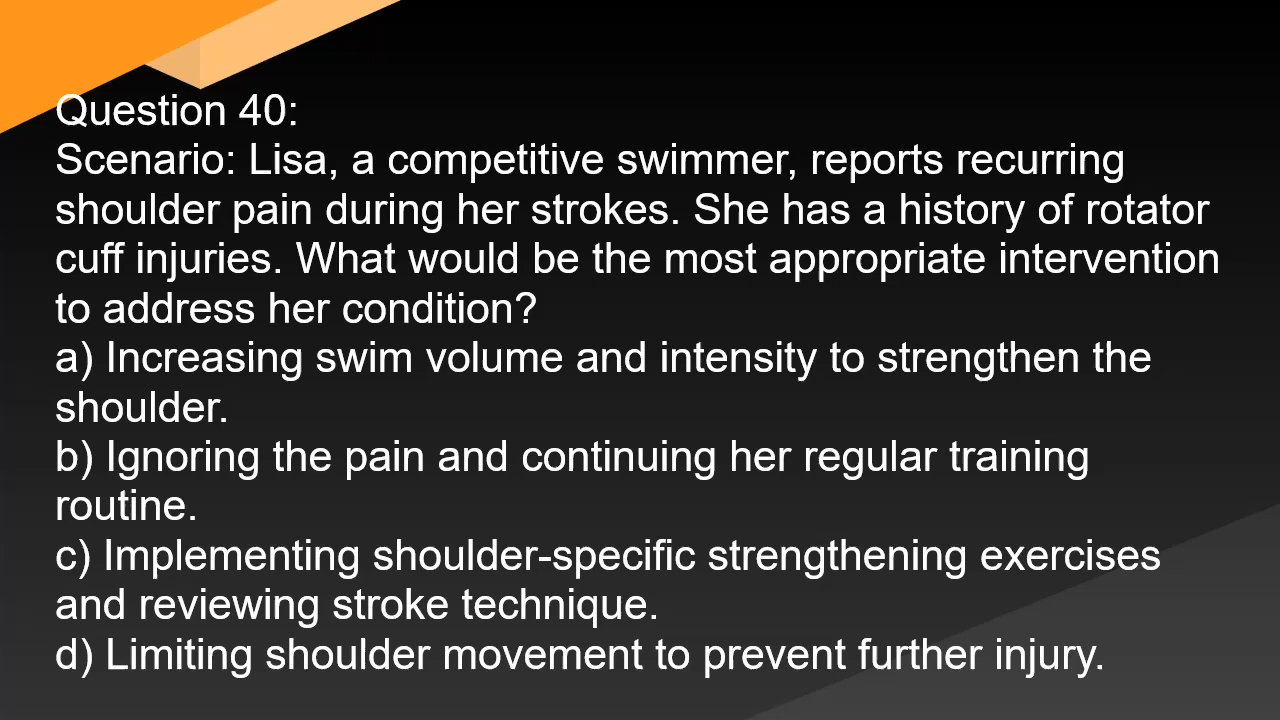 Question 40:
Scenario: Lisa, a competitive swimmer, reports recurring
shoulder pain during her strokes. She has a history of rotator
cuff injuries. What would be the most appropriate intervention
to address her condition?
a) Increasing swim volume and intensity to strengthen the
shoulder.
b) Ignoring the pain and continuing her regular training
routine.
c) Implementing shoulder-specific strengthening exercises
and reviewing stroke technique.
d) Limiting shoulder movement to prevent further injury.